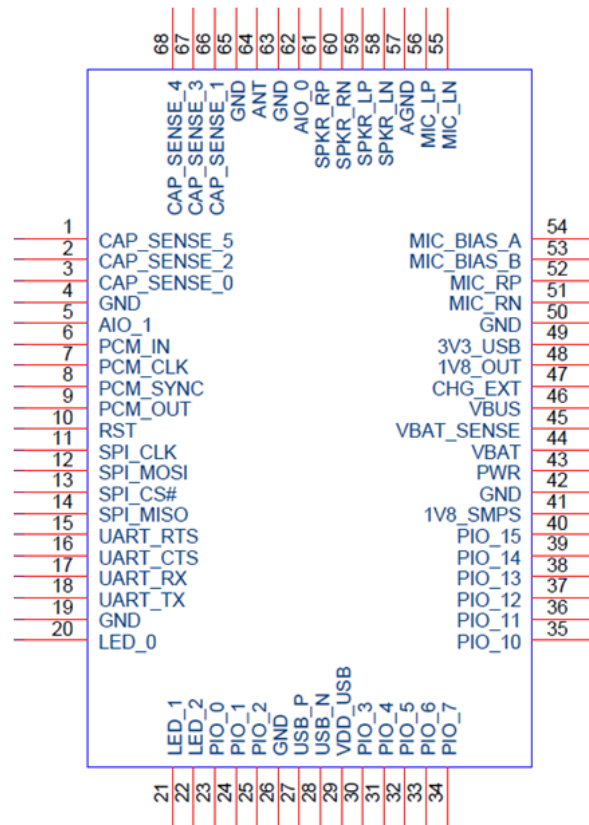 68
67
66
65
64
63
62
61
60
59
58
57
56
55
CAP_SENSE_4
CAP_SENSE_3
CAP_SENSE_1
GND
ANT
GND
AIO_0
SPKR_RP
SPKR_RN
SPKR_LP
SPKR_LN
AGND
MIC_LP
MIC_LN
1
CAP_SENSE_5
2
CAP_SENSE_2
3
CAP_SENSE_0
4
GND
5
AIO_1
6
PCM_IN
7
PCM_CLK
8
PCM_SYNC
9
PCM_OUT
10
RST
11
SPI_CLK
12
SPI_MOSI
13
SPI_CS#
14
SPI_MISO
15
UART_RTS
16
UART_CTS
17
UART_RX
18
UART_TX
19
GND
20
LED_0
54
MIC_BIAS_A
53
MIC_BIAS_B
52
MIC_RP
51
MIC_RN
50
GND
49
3V3_USB
48
1V8_OUT
47
CHG_EXT
46
VBUS
45
VBAT_SENSE
44
VBAT
43
PWR
42
GND
41
1V8_SMPS
40
PIO_15
39
PIO_14
38
PIO_13
37
PIO_12
36
PIO_11
35
PIO_10
LED_1
LED_2
PIO_0
PIO_1
PIO_2
GND
USB_P
USB_N
VDD_USB
PIO_3
PIO_4
PIO_5
PIO_6
PIO_7
21
22
23
24
25
26
27
28
29
30
31
32
33
34